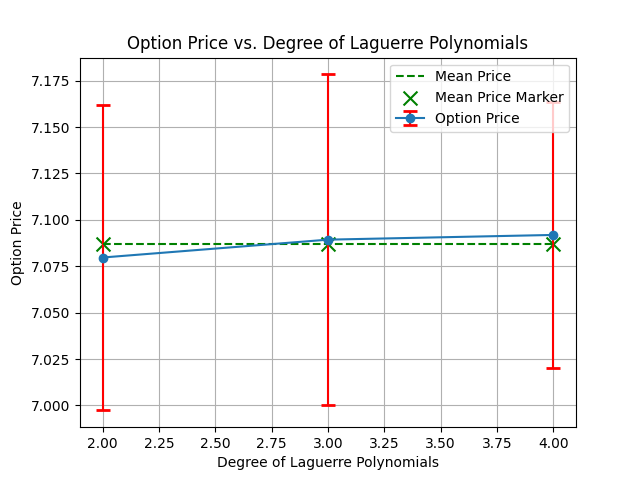 Option Price vs. Degree of Laguerre Polynomials
Option Price
7.175
7.150
7.125
7.100
7.075
7.050
7.025
7.000
Mean Price
Mean Price Marker
Option Price
2.00 2.25 2.50 2.75 3.00 3.25 3.50 3.75 4.00
Degree of Laguerre Polynomials